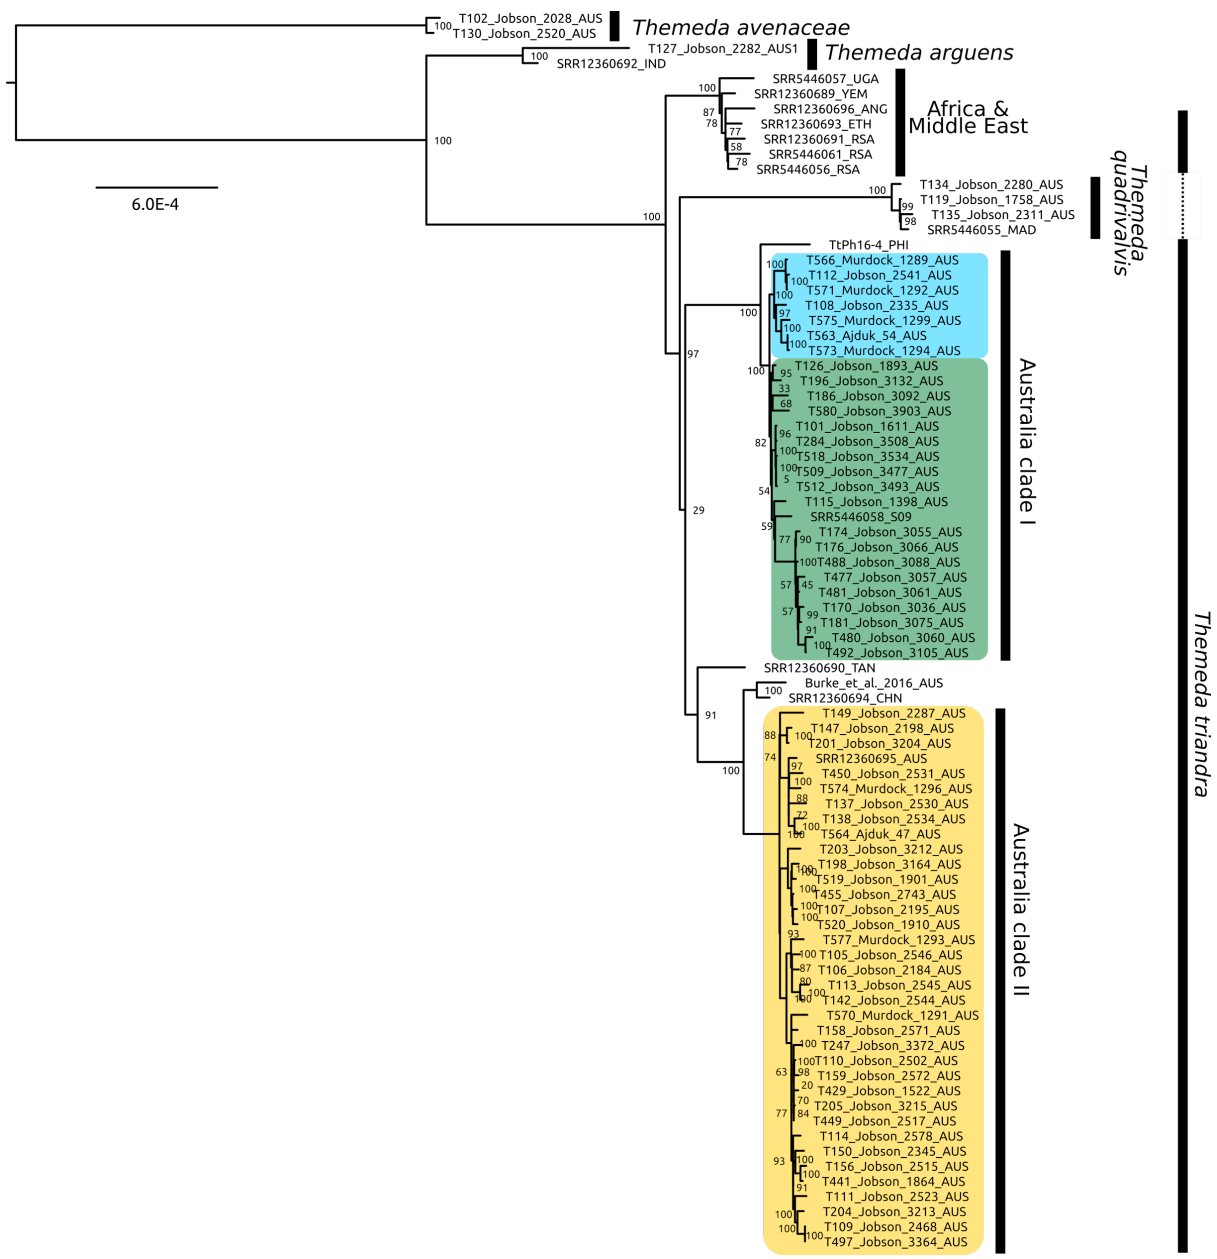 T102_Jobson_2028_AUS
100
T130_Jobson_2520_AUS
Themeda avenaceae
T127_Jobson_2282_AUS1
100
SRR12360692_IND
Themeda arguens
SRR5446057_UGA
100
SRR12360689_YEM
87
SRR12360696_ANG
78
SRR12360693_ETH
77
SRR12360691_RSA
58
SRR5446061_RSA
78
SRR5446056_RSA
Africa &
Middle East
100
6.0E-4
100
T134_Jobson_2280_AUS
100
T119_Jobson_1758_AUS
99
T135_Jobson_2311_AUS
98
SRR5446055_MAD
Themeda
quadrivalvis
TtPh16-4_PHI
T566_Murdock_1289_AUS
100
T112_Jobson_2541_AUS
100
T571_Murdock_1292_AUS
100
T108_Jobson_2335_AUS
97
100
T575_Murdock_1299_AUS
100
T563_Ajduk_54_AUS
100
T573_Murdock_1294_AUS
97
T126_Jobson_1893_AUS
100
95
T196_Jobson_3132_AUS
33
T186_Jobson_3092_AUS
68
T580_Jobson_3903_AUS
T101_Jobson_1611_AUS
96
T284_Jobson_3508_AUS
82
100
T518_Jobson_3534_AUS
100
T509_Jobson_3477_AUS
5
T512_Jobson_3493_AUS
54
T115_Jobson_1398_AUS
29
SRR5446058_S09
59
T174_Jobson_3055_AUS
77
90
T176_Jobson_3066_AUS
100
T488_Jobson_3088_AUS
T477_Jobson_3057_AUS
57
45
T481_Jobson_3061_AUS
T170_Jobson_3036_AUS
57
99
T181_Jobson_3075_AUS
91
T480_Jobson_3060_AUS
100
T492_Jobson_3105_AUS
Australia clade I
SRR12360690_TAN
Burke_et_al._2016_AUS
100
SRR12360694_CHN
91
T149_Jobson_2287_AUS
88
T147_Jobson_2198_AUS
100
T201_Jobson_3204_AUS
74
SRR12360695_AUS
97
100
T450_Jobson_2531_AUS
100
T574_Murdock_1296_AUS
88
T137_Jobson_2530_AUS
72
T138_Jobson_2534_AUS
100
T564_Ajduk_47_AUS
100
T203_Jobson_3212_AUS
T198_Jobson_3164_AUS
100
100
T519_Jobson_1901_AUS
100
T455_Jobson_2743_AUS
100
T107_Jobson_2195_AUS
100
T520_Jobson_1910_AUS
93
T577_Murdock_1293_AUS
100
T105_Jobson_2546_AUS
87
T106_Jobson_2184_AUS
80
T113_Jobson_2545_AUS
100
100
T142_Jobson_2544_AUS
T570_Murdock_1291_AUS
T158_Jobson_2571_AUS
100
T247_Jobson_3372_AUS
100
T110_Jobson_2502_AUS
63
98
T159_Jobson_2572_AUS
20
T429_Jobson_1522_AUS
70
T205_Jobson_3215_AUS
77
84
T449_Jobson_2517_AUS
T114_Jobson_2578_AUS
T150_Jobson_2345_AUS
93
100
T156_Jobson_2515_AUS
100
T441_Jobson_1864_AUS
91
T111_Jobson_2523_AUS
100
T204_Jobson_3213_AUS
100
T109_Jobson_2468_AUS
100
T497_Jobson_3364_AUS
Australia clade II
Themeda triandra